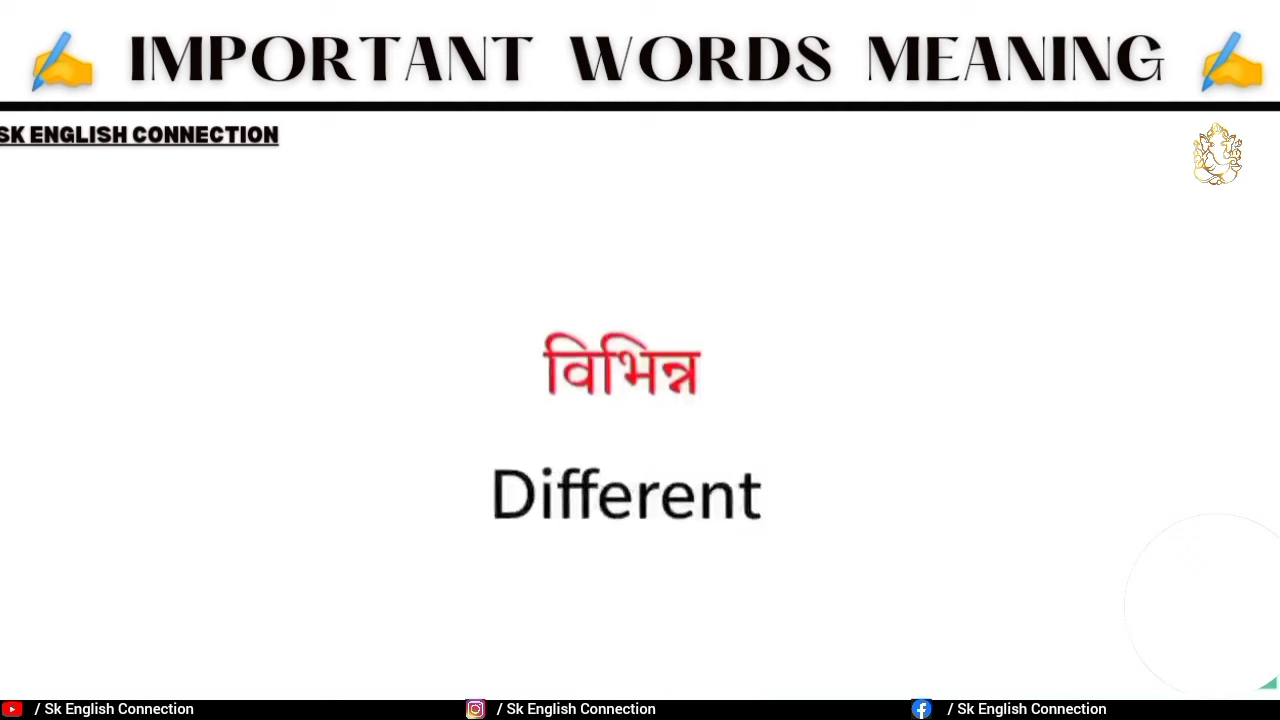 ✍ IMPORTANT WORDS MEANING ✍
SK ENGLISH CONNECTION
विभिन्न
Different
/ Sk English Connection
/ Sk English Connection
/ Sk English Connection